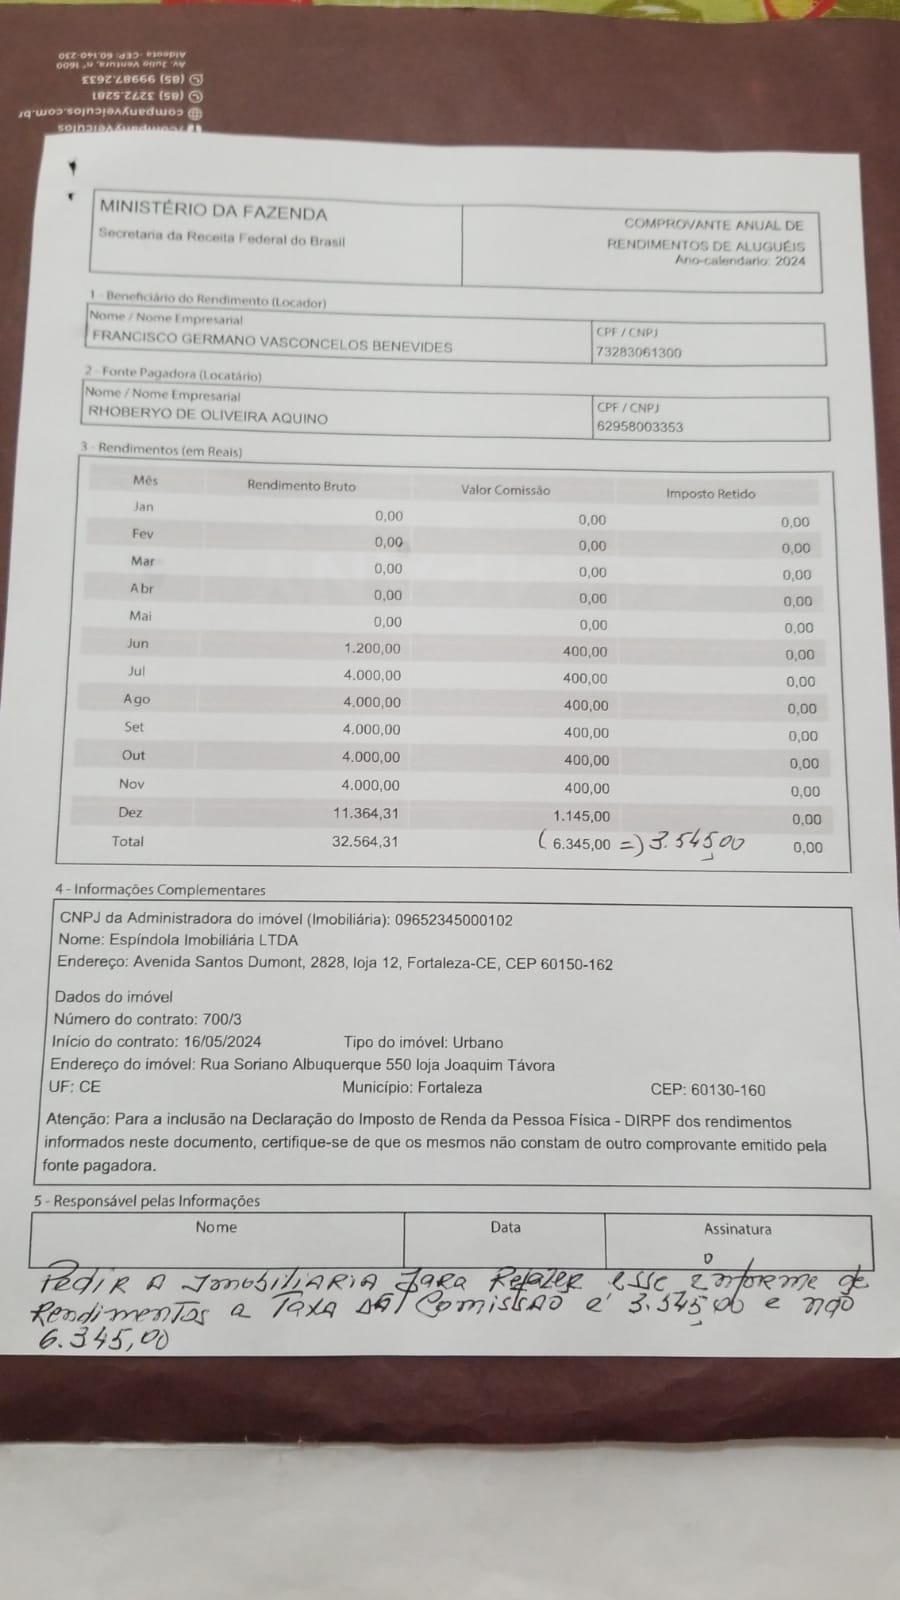 Aldeota - CEP: 60.140-230
Av. Júlio Ventura, nº 1600
(85) 99987.2633
(85) 3272.5281
companyveiculos.com.br
MINISTÉRIO DA FAZENDA
Secretaria da Receita Federal do Brasil
COMPROVANTE ANUAL DE
RENDIMENTOS DE ALUGUÉIS
Ano-calendario: 2024
1 - Beneficiário do Rendimento (Locador)
Nome / Nome Empresarial
FRANCISCO GERMANO VASCONCELOS BENEVIDES
CPF / CNPJ
73283061300
2 - Fonte Pagadora (Locatário)
Nome / Nome Empresarial
RHOBERYO DE OLIVEIRA AQUINO
CPF / CNPJ
62958003353
3 - Rendimentos (em Reais)
Mês Rendimento Bruto Valor Comissão Imposto Retido
Jan 0,00 0,00 0,00
Fev 0,00 0,00 0,00
Mar 0,00 0,00 0,00
Abr 0,00 0,00 0,00
Mai 0,00 0,00 0,00
Jun 1.200,00 400,00 0,00
Jul 4.000,00 400,00 0,00
Ago 4.000,00 400,00 0,00
Set 4.000,00 400,00 0,00
Out 4.000,00 400,00 0,00
Nov 4.000,00 400,00 0,00
Dez 11.364,31 1.145,00 0,00
Total 32.564,31 (6.345,00 =) 3.545,00 0,00
4 - Informações Complementares
CNPJ da Administradora do imóvel (Imobiliária): 09652345000102
Nome: Espíndola Imobiliária LTDA
Endereço: Avenida Santos Dumont, 2828, loja 12, Fortaleza-CE, CEP 60150-162
Dados do imóvel
Número do contrato: 700/3
Início do contrato: 16/05/2024 Tipo do imóvel: Urbano
Endereço do imóvel: Rua Soriano Albuquerque 550 loja Joaquim Távora
UF: CE Município: Fortaleza CEP: 60130-160
Atenção: Para a inclusão na Declaração do Imposto de Renda da Pessoa Física - DIRPF dos rendimentos
informados neste documento, certifique-se de que os mesmos não constam de outro comprovante emitido pela
fonte pagadora.
5 - Responsável pelas Informações
Nome Data Assinatura
Pedir A Imobiliaria para Refazer esse Informe de
Rendimentos a Taxa da Comissão é 3.545,00 e não
6.345,00